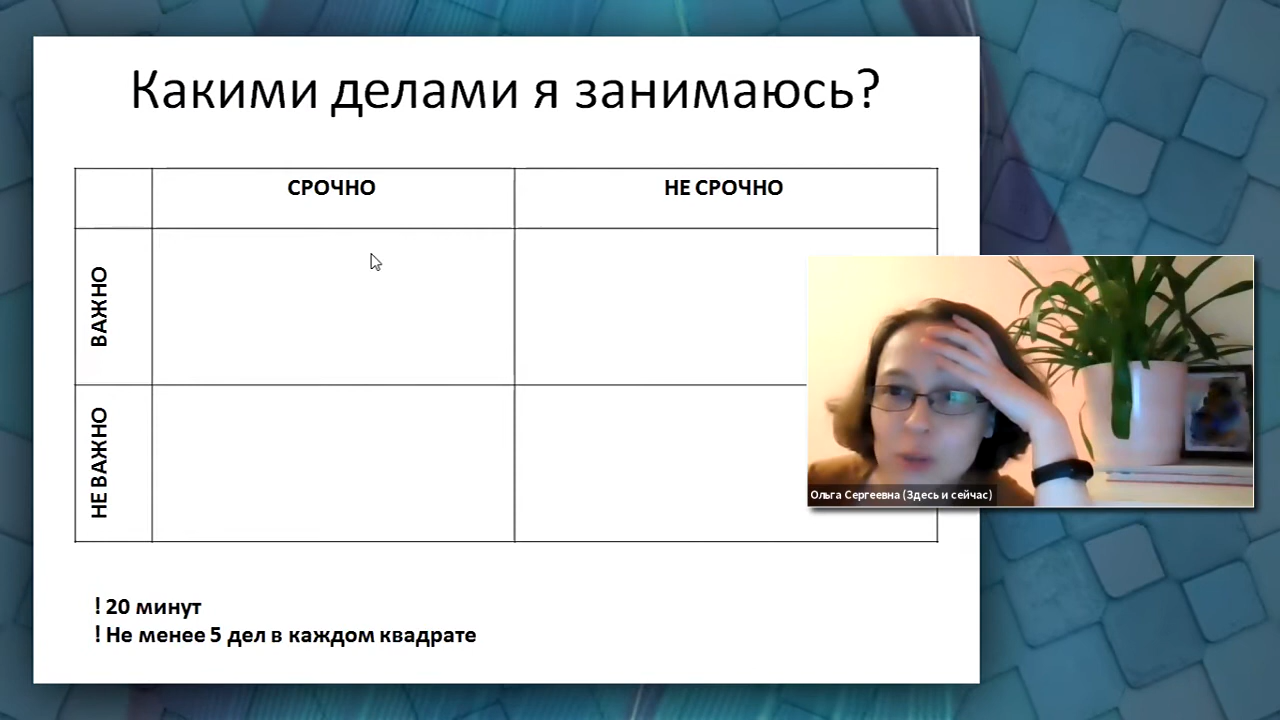 Какими делами я занимаюсь?
СРОЧНО
НЕ СРОЧНО
ВАЖНО
НЕ ВАЖНО
Ольга Сергеевна (Здесь и сейчас)
! 20 минут
! Не менее 5 дел в каждом квадрате